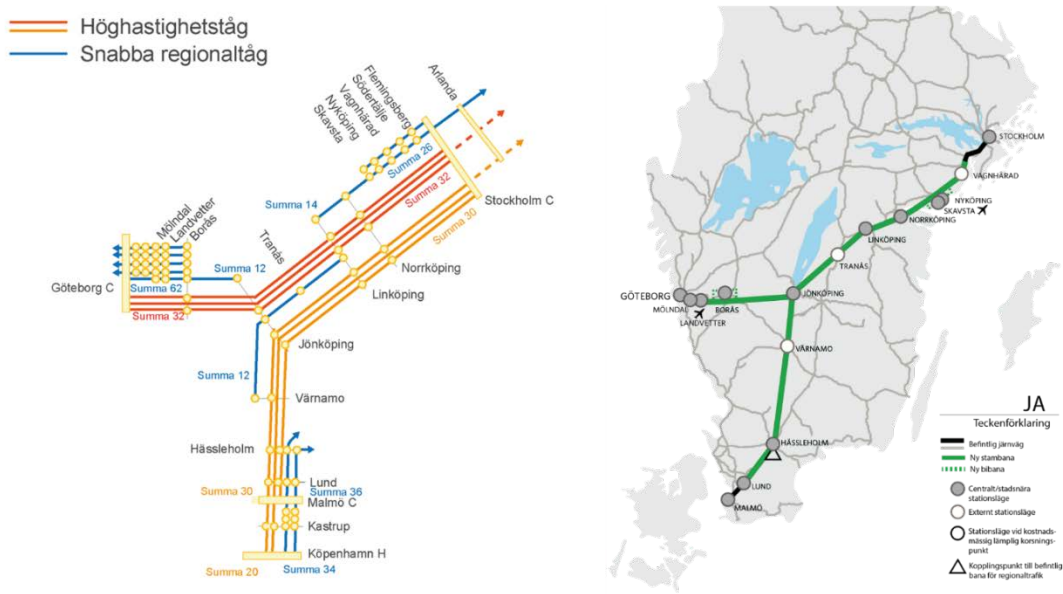 Höghastighetståg
Snabba regionaltåg
Flemingsberg
Södertälje
Vagnhärad
Nyköping
Skavsta
Arlanda
Summa 26
Summa 32
Stockholm C
Summa 14
Summa 30
Mölndal
Landvetter
Borås
Tranås
Summa 12
Norrköping
Göteborg C
Summa 62
Linköping
Summa 32
Jönköping
Summa 12
Värnamo
Hässleholm
Summa 30
Lund
Summa 36
Malmö C
Kastrup
Köpenhamn H
Summa 20
Summa 34
STOCKHOLM
VAGNHÄRAD
NYKÖPING
SKAVSTA
NORRKÖPING
LINKÖPING
TRANÅS
GÖTEBORG
MÖLNDAL
LANDVETTER
BORÅS
JÖNKÖPING
VÄRNAMO
HÄSSLEHOLM
LUND
MALMÖ
JA
Teckenförklaring
Befintlig järnväg
Ny stambana
Ny bibana
Centralt/stadsnära
stationsläge
Externt stationsläge
Stationsläge vid kostnads-
mässig lämplig korsnings-
punkt
Kopplingspunkt till befintlig
bana för regionaltrafik